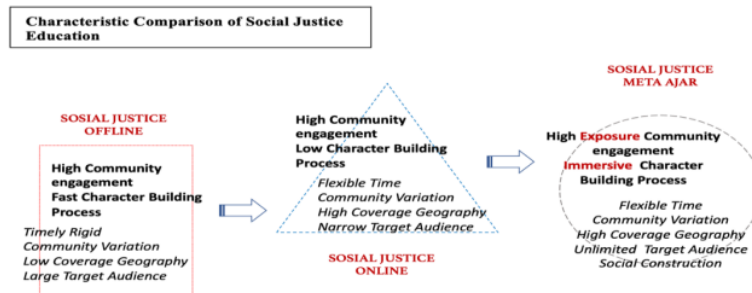 Characteristic Comparison of Social Justice
Education
SOSIAL JUSTICE
OFFLINE
High Community
engagement
Fast Character Building
Process
Timely Rigid
Community Variation
Low Coverage Geography
Large Target Audience
High Community
engagement
Low Character Building
Process
Flexible Time
Community Variation
High Coverage Geography
Narrow Target Audience
SOSIAL JUSTICE
ONLINE
SOSIAL JUSTICE
META AJAR
High Exposure Community
engagement
Immersive Character
Building Process
Flexible Time
Community Variation
High Coverage Geography
Unlimited Target Audience
Social Construction